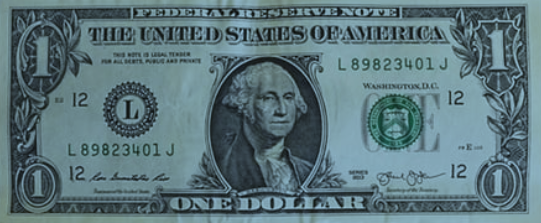 FEDERAL RESERVE NOTE
THE UNITED STATES OF AMERICA
1
1
THIS NOTE IS LEGAL TENDER
FOR ALL DEBTS, PUBLIC AND PRIVATE
L 89823401 J
WASHINGTON, D.C.
12
12
L
ONE
L 89823401 J
12
12
SERIES
ONE DOLLAR
1
1